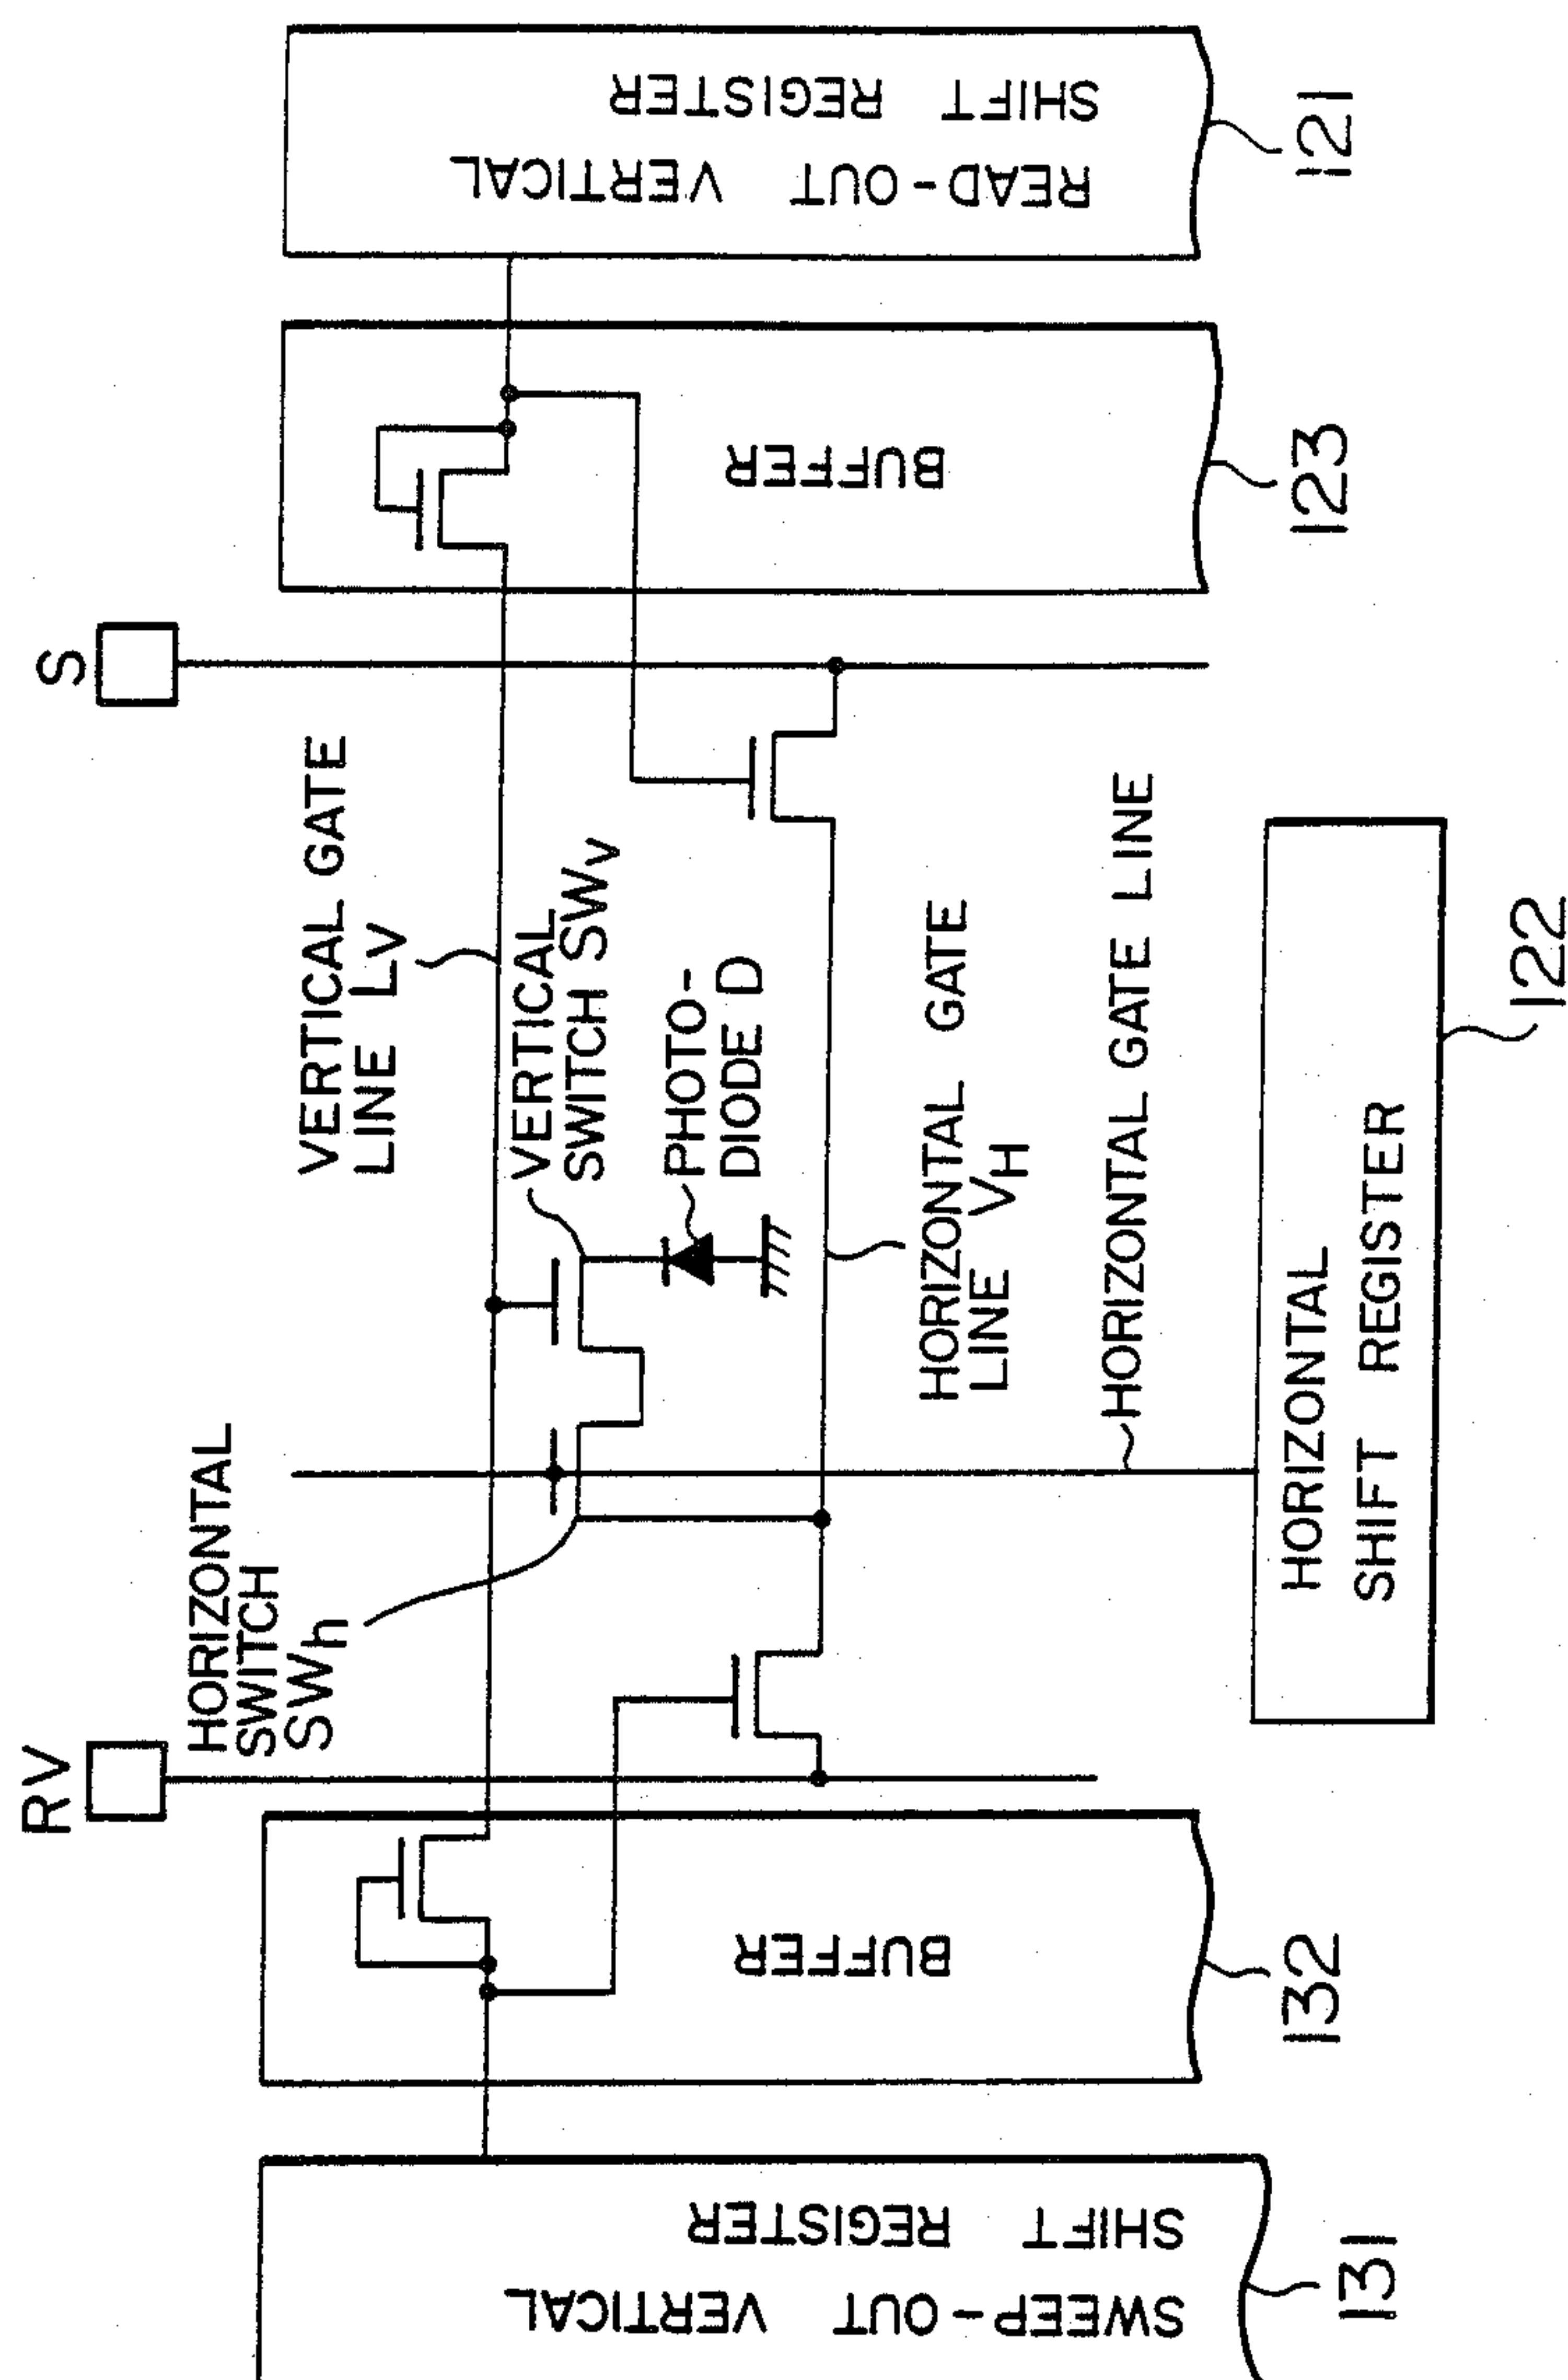 RV
S
HORIZONTAL
SWITCH
SWh
VERTICAL GATE
LINE LV
VERTICAL
SWITCH SWV
PHOTO-
DIODE D
HORIZONTAL GATE
LINE VH
HORIZONTAL GATE LINE
SWEEP-OUT VERTICAL
SHIFT REGISTER
131
BUFFER
132
HORIZONTAL
SHIFT REGISTER
122
BUFFER
123
READ-OUT VERTICAL
SHIFT REGISTER
121